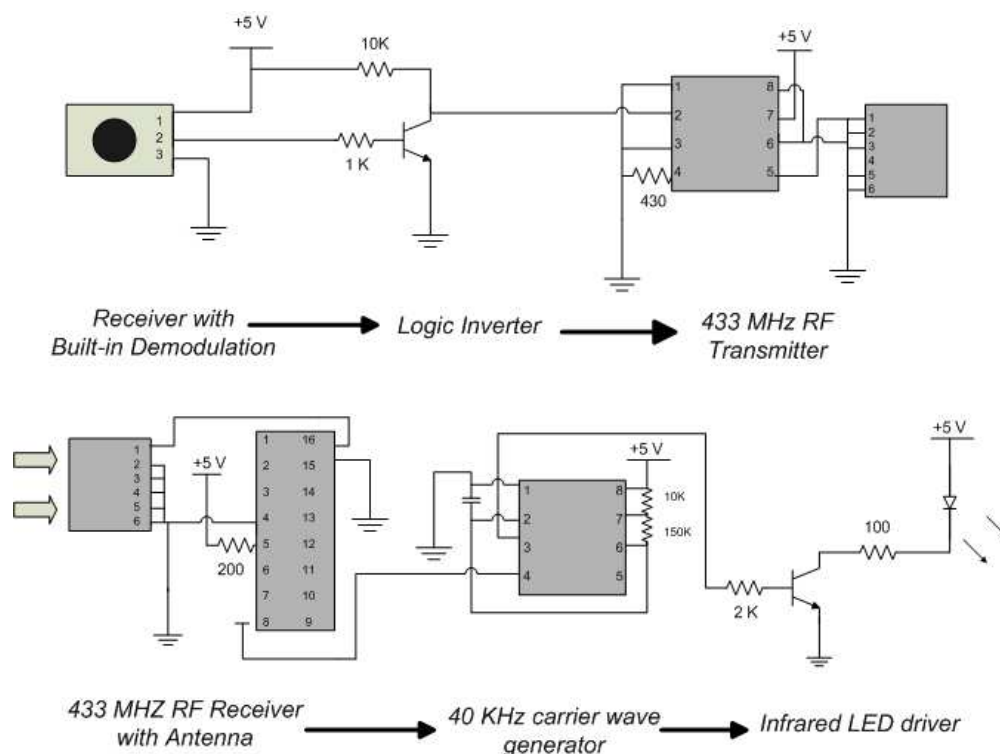 +5 V
10K
1
2
3
1 K
+5 V
1
2
3
4
8
7
6
5
430
1
2
3
4
5
6
Receiver with
Built-in Demodulation
Logic Inverter
433 MHz RF
Transmitter
1
2
3
4
5
6
+5 V
200
1
2
3
4
5
6
7
8
16
15
14
13
12
11
10
9
1
2
3
4
8
7
6
5
+5 V
10K
150K
2 K
100
+5 V
433 MHZ RF Receiver
with Antenna
40 KHz carrier wave
generator
Infrared LED driver